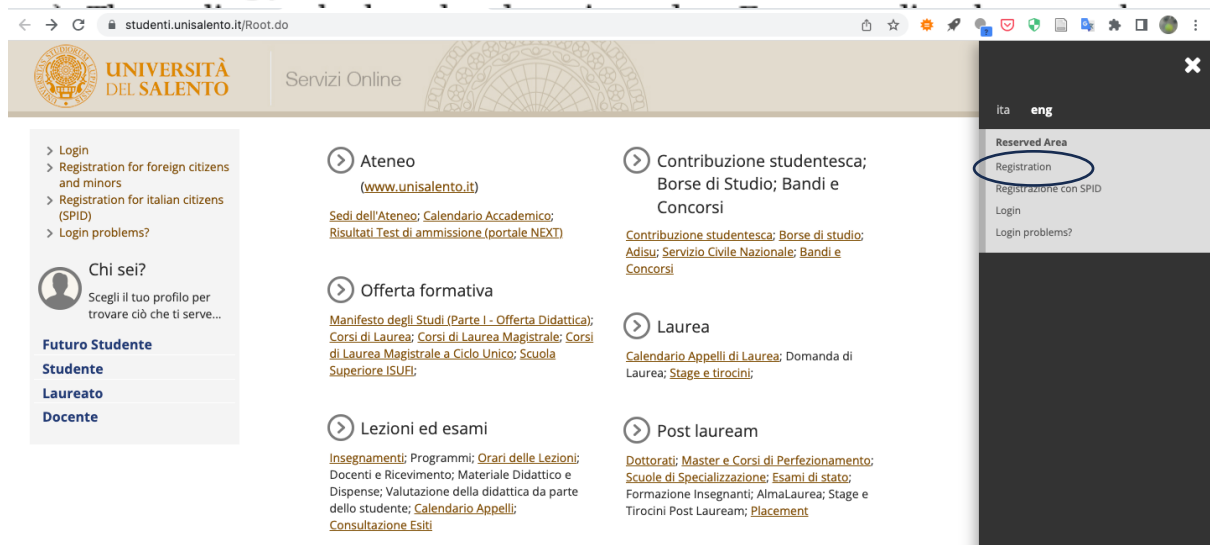 studenti.unisalento.it/Root.do
UNIVERSITÀ
DEL SALENTO
Servizi Online
> Login
> Registration for foreign citizens
and minors
> Registration for italian citizens
(SPID)
> Login problems?
Chi sei?
Scegli il tuo profilo per
trovare ciò che ti serve...
Futuro Studente
Studente
Laureato
Docente
Ateneo
(www.unisalento.it)
Sedi dell'Ateneo; Calendario Accademico;
Risultati Test di ammissione (portale NEXT)
Offerta formativa
Manifesto degli Studi (Parte I - Offerta Didattica);
Corsi di Laurea; Corsi di Laurea Magistrale; Corsi
di Laurea Magistrale a Ciclo Unico; Scuola
Superiore ISUFI;
Lezioni ed esami
Insegnamenti; Programmi; Orari delle Lezioni;
Docenti e Ricevimento; Materiale Didattico e
Dispense; Valutazione della didattica da parte
dello studente; Calendario Appelli;
Consultazione Esiti
Contribuzione studentesca;
Borse di Studio; Bandi e
Concorsi
Contribuzione studentesca; Borse di studio;
Adisu; Servizio Civile Nazionale; Bandi e
Concorsi
Laurea
Calendario Appelli di Laurea; Domanda di
Laurea; Stage e tirocini;
Post lauream
Dottorati; Master e Corsi di Perfezionamento;
Scuole di Specializzazione; Esami di stato;
Formazione Insegnanti; AlmaLaurea; Stage e
Tirocini Post Lauream; Placement
ita eng
Reserved Area
Registration
Registrazione con SPID
Login
Login problems?